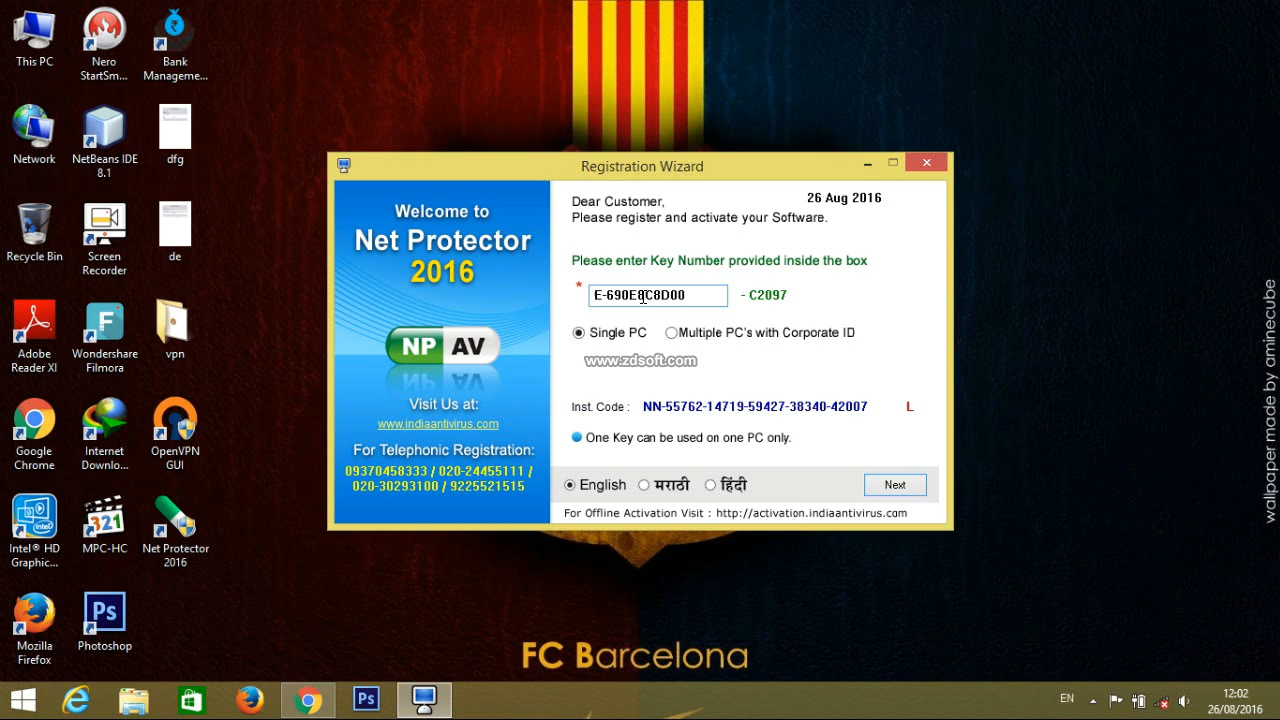 This PC
Nero
StartSm...
Bank
Manageme...
Network
NetBeans IDE
8.1
dfg
Recycle Bin
Screen
Recorder
de
Adobe
Reader XI
Wondershare
Filmora
vpn
Google
Chrome
Internet
Downlo...
OpenVPN
GUI
Intel® HD
Graphic...
MPC-HC
321
Net Protector
2016
Mozilla
Firefox
Ps
Photoshop
Registration Wizard
Welcome to
Net Protector
2016
NP AV
Visit Us at:
www.indiaantivirus.com
For Telephonic Registration:
09370458333 / 020-24455111 /
020-30293100 / 9225521515
Dear Customer,
26 Aug 2016
Please register and activate your Software.
Please enter Key Number provided inside the box
* E-690E8C8D00 - C2097
Single PC Multiple PC's with Corporate ID
www.zdsoft.com
Inst. Code : NN-55762-14719-59427-38340-42007 L
One Key can be used on one PC only.
English मराठी हिंदी Next
For Offline Activation Visit : http://activation.indiaantivirus.com
FC Barcelona
wallpaper made by aminecube
Ps
EN
12:02
26/08/2016